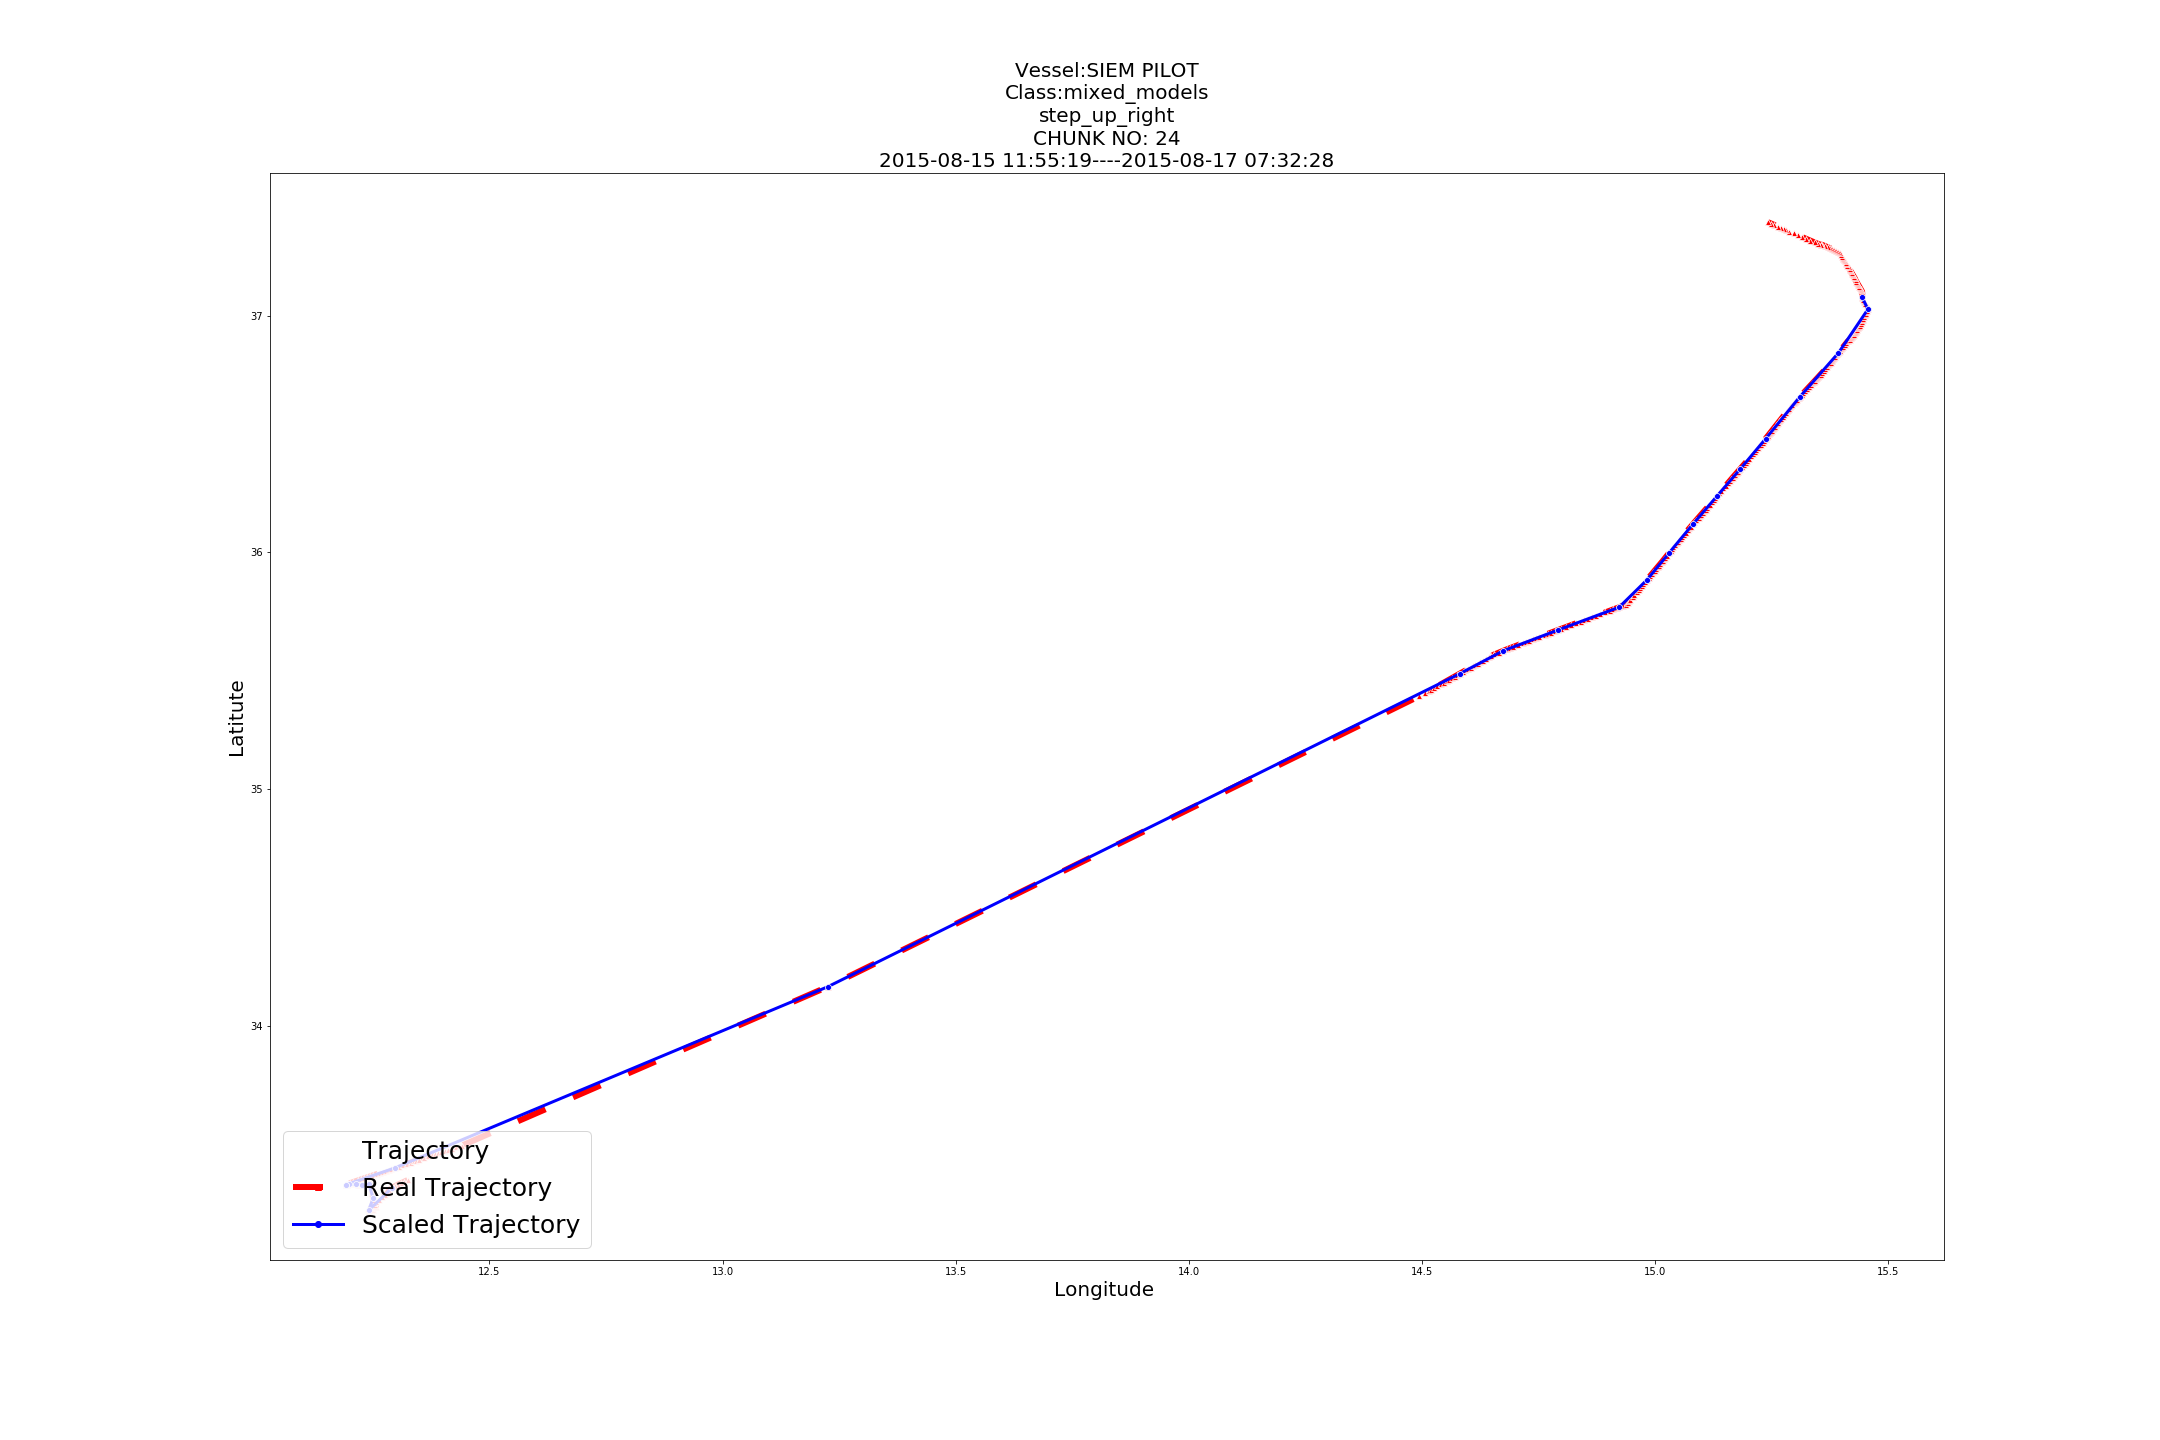 Vessel:SIEM PILOT
Class:mixed_models
step_up_right
CHUNK NO: 24
2015-08-15 11:55:19----2015-08-17 07:32:28
37
36
35
34
Latitute
Trajectory
Real Trajectory
Scaled Trajectory
12.5
13.0
13.5
14.0
14.5
15.0
15.5
Longitude